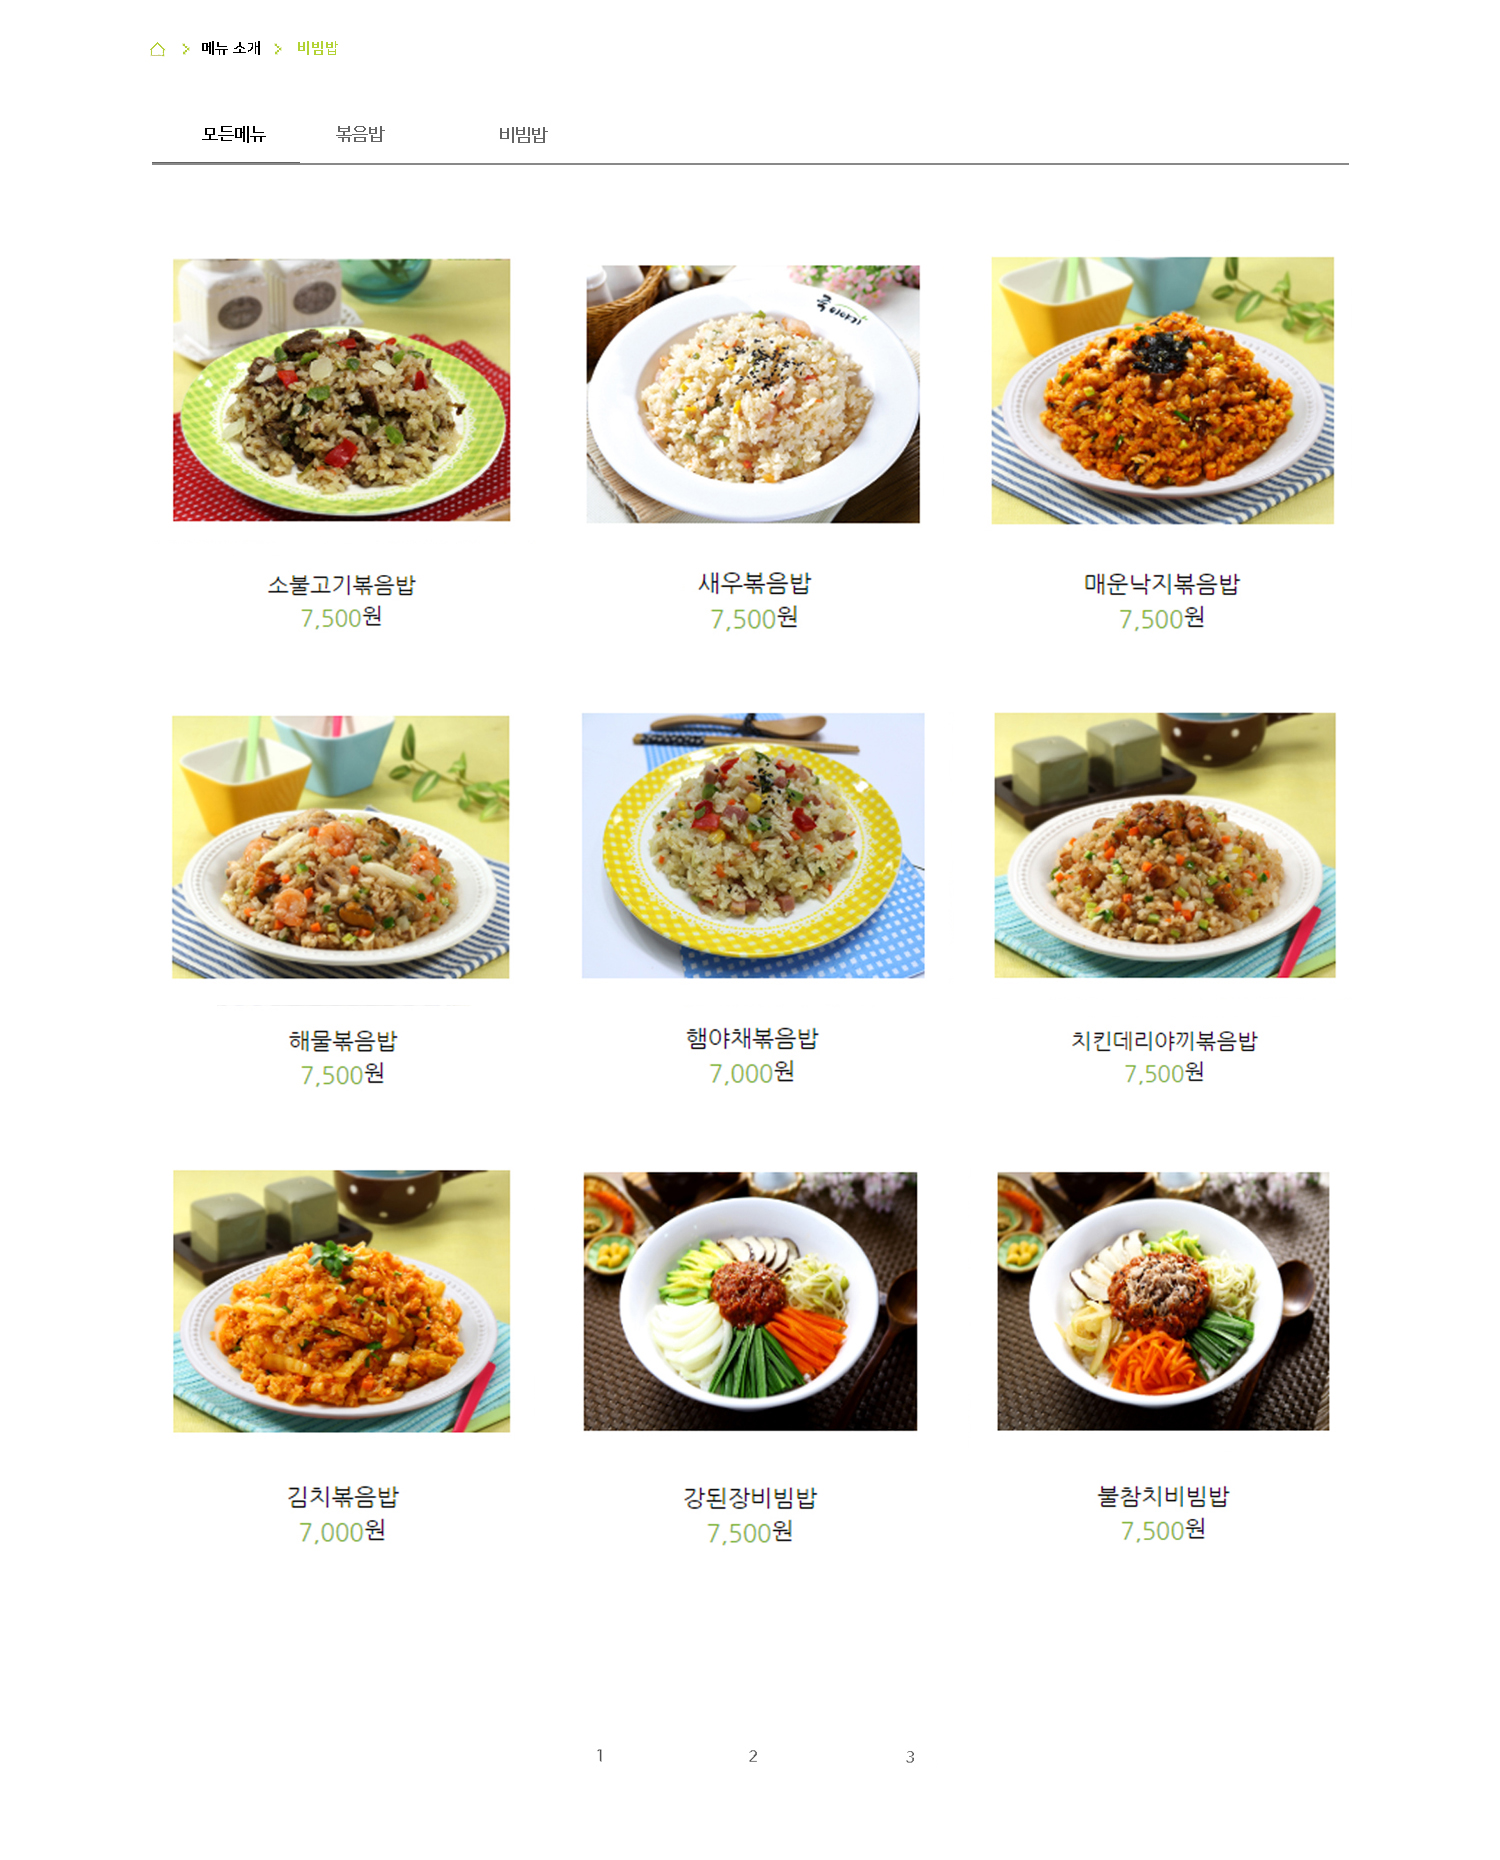 메뉴 소개
비빔밥
모든메뉴
볶음밥
비빔밥
죽이야기
소불고기볶음밥
새우볶음밥
매운낙지볶음밥
7,500원
7,500원
7,500원
해물볶음밥
햄야채볶음밥
치킨데리야끼볶음밥
7,500원
7,000원
7,500원
김치볶음밥
강된장비빔밥
불참치비빔밥
7,000원
7,500원
7,500원
1
2
3